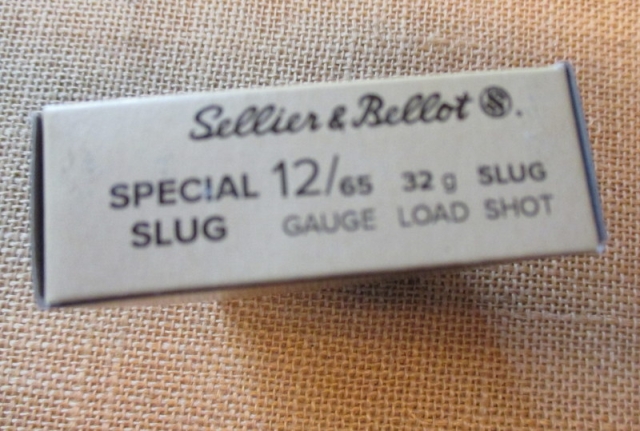 Sellier & Bellot S.
SPECIAL 12/65 32 g SLUG
SLUG GAUGE LOAD SHOT